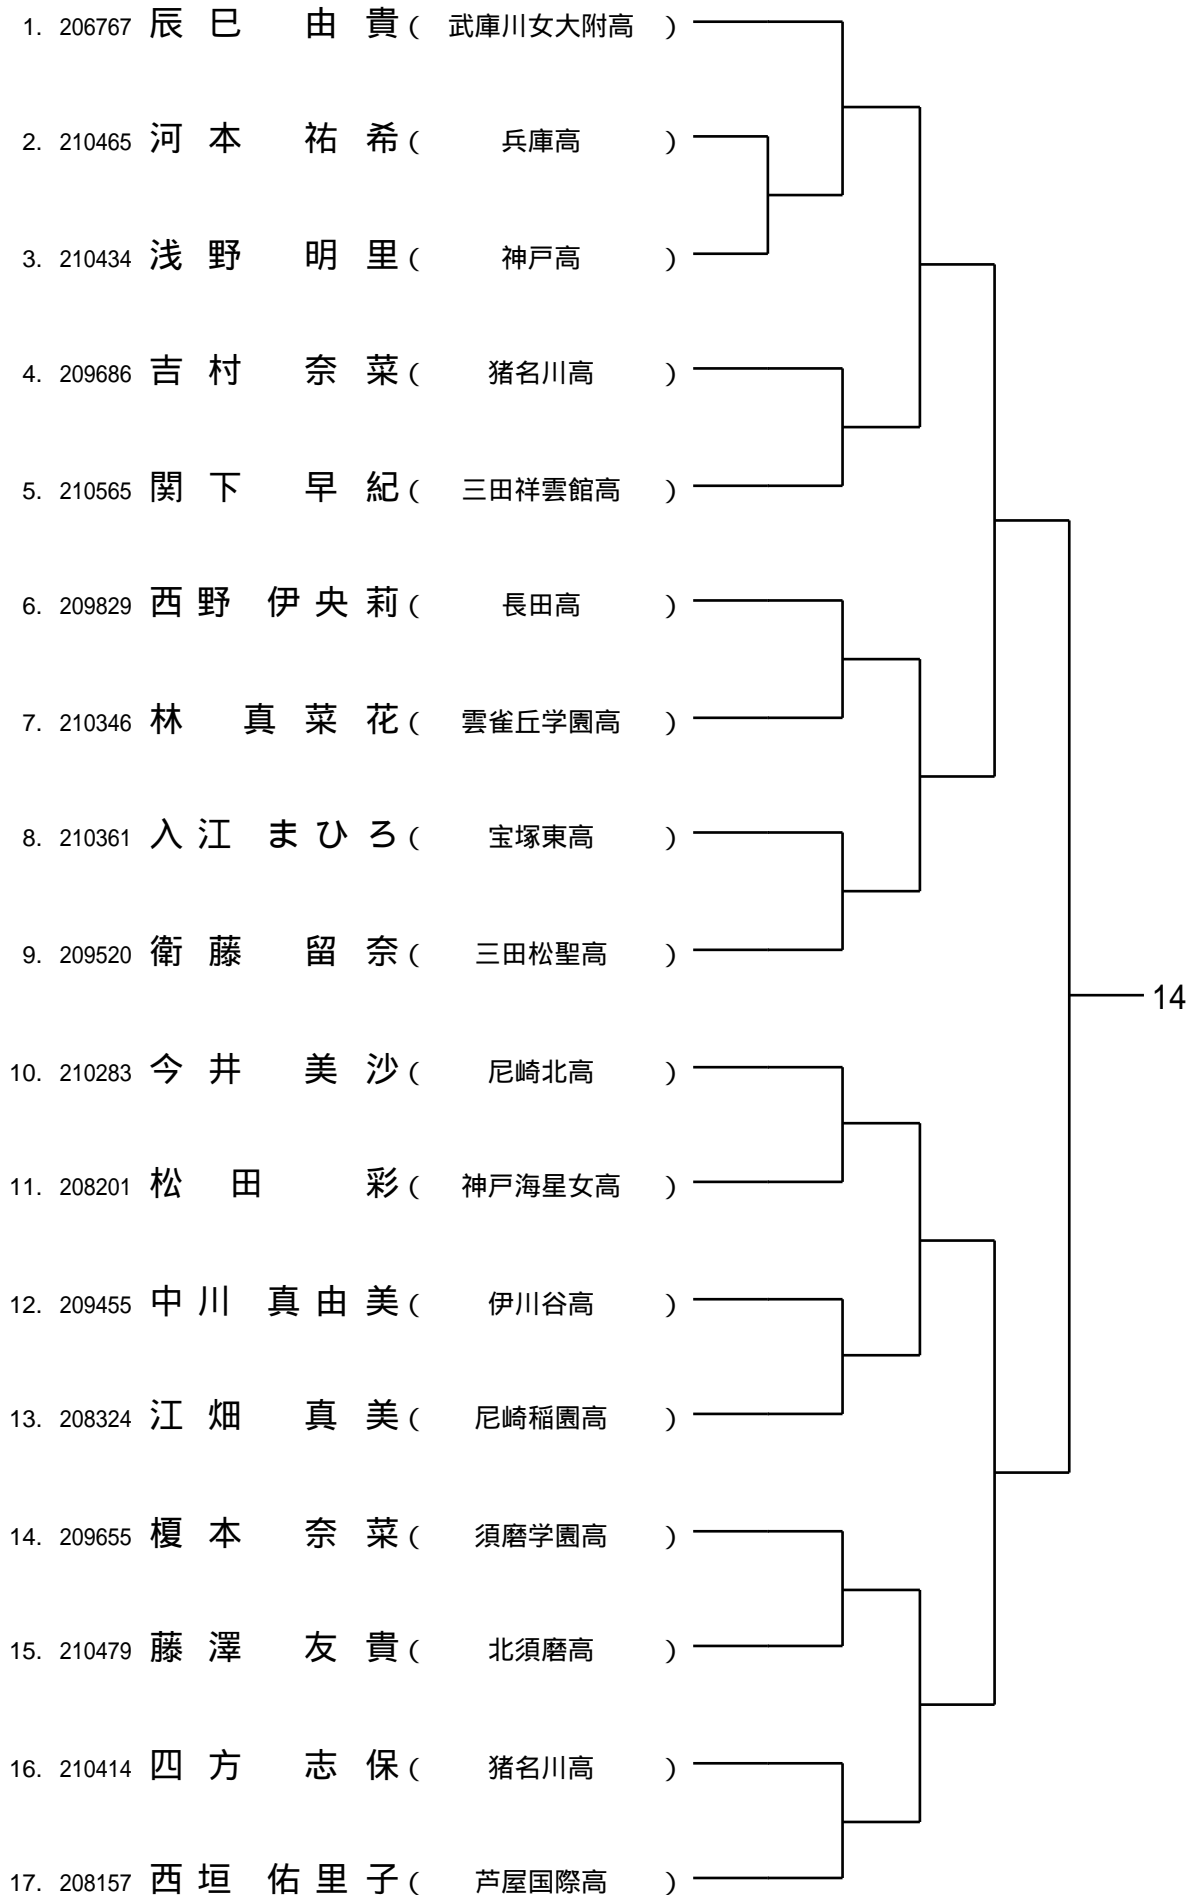 1. 206767 辰巳 由貴 ( 武庫川女大附高 )
2. 210465 河本 祐希 ( 兵庫高 )
3. 210434 浅野 明里 ( 神戸高 )
4. 209686 吉村 奈菜 ( 猪名川高 )
5. 210565 関下 早紀 ( 三田祥雲館高 )
6. 209829 西野 伊央莉 ( 長田高 )
7. 210346 林 真菜花 ( 雲雀丘学園高 )
8. 210361 入江 まひろ ( 宝塚東高 )
9. 209520 衛藤 留奈 ( 三田松聖高 )
14
10. 210283 今井 美沙 ( 尼崎北高 )
11. 208201 松田 彩 ( 神戸海星女高 )
12. 209455 中川 真由美 ( 伊川谷高 )
13. 208324 江畑 真美 ( 尼崎稲園高 )
14. 209655 榎本 奈菜 ( 須磨学園高 )
15. 210479 藤澤 友貴 ( 北須磨高 )
16. 210414 四方 志保 ( 猪名川高 )
17. 208157 西垣 佑里子 ( 芦屋国際高 )